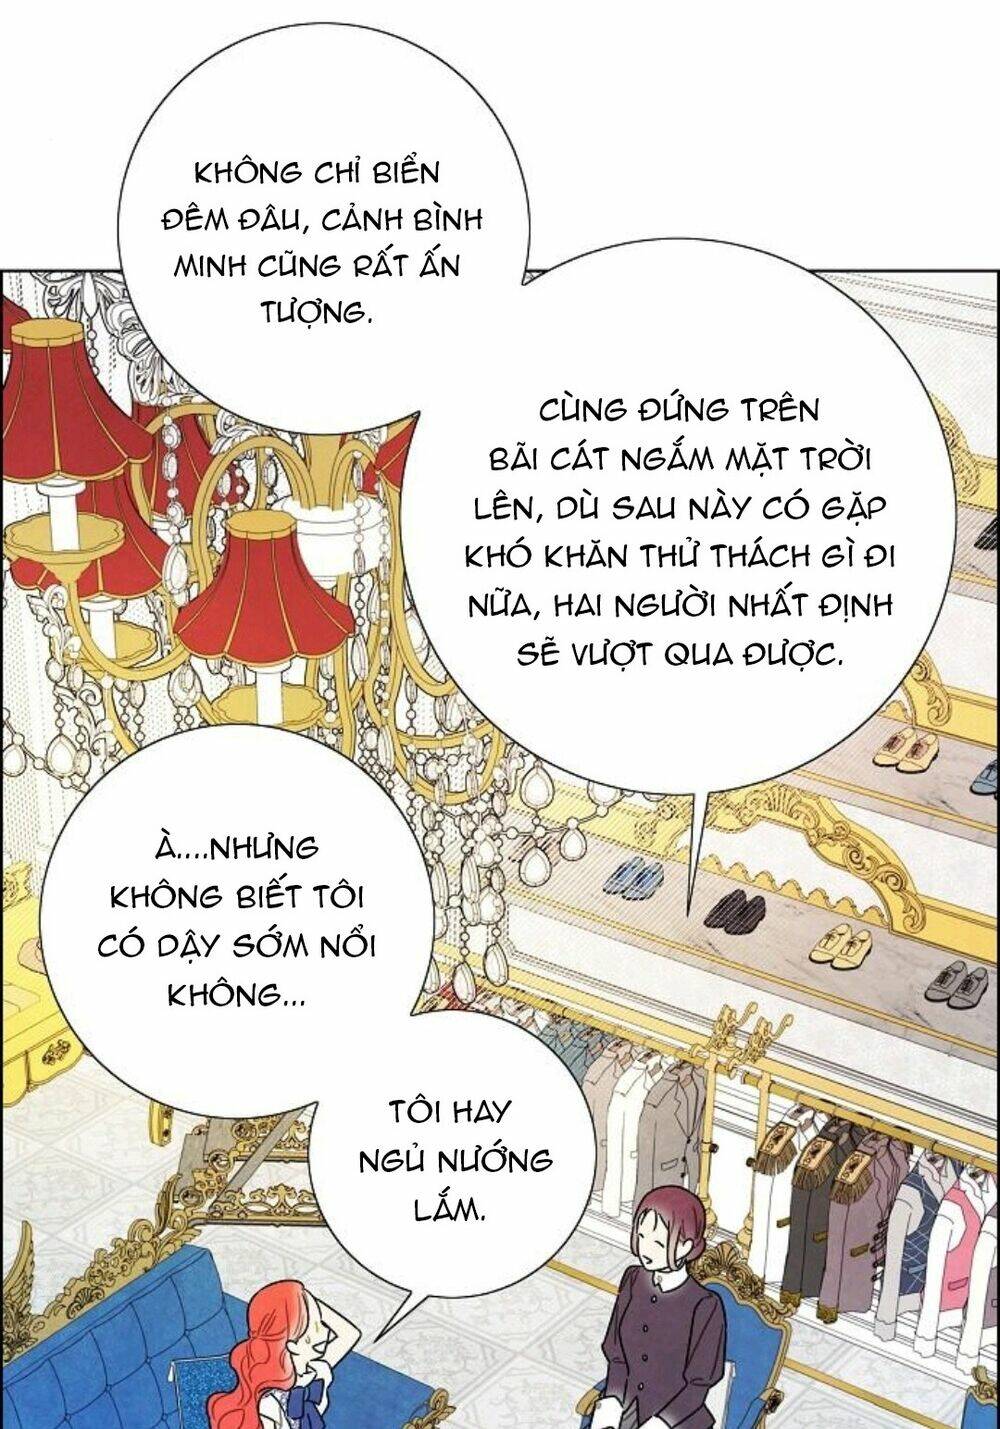 KHÔNG CHỈ BIỂN
ĐÊM ĐÂU, CẢNH BÌNH
MINH CŨNG RẤT ẤN
TƯỢNG.
CÙNG ĐỨNG TRÊN
BÃI CÁT NGẮM MẶT TRỜI
LÊN, DÙ SAU NÀY CÓ GẶP
KHÓ KHĂN THỬ THÁCH GÌ ĐI
NỮA, HAI NGƯỜI NHẤT ĐỊNH
SẼ VƯỢT QUA ĐƯỢC.
À....NHƯNG
KHÔNG BIẾT TÔI
CÓ DẬY SỚM NỔI
KHÔNG...
TÔI HAY
NGỦ NƯỚNG
LẮM.